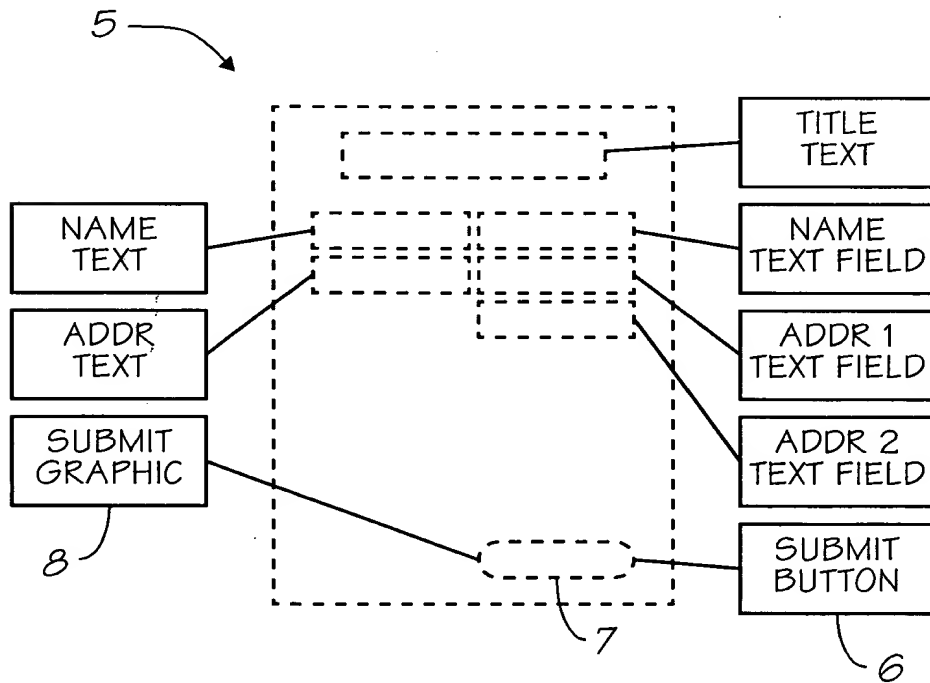 5
TITLE
TEXT
NAME
TEXT
NAME
TEXT FIELD
ADDR
TEXT
ADDR 1
TEXT FIELD
SUBMIT
GRAPHIC
ADDR 2
TEXT FIELD
8
SUBMIT
BUTTON
7
6